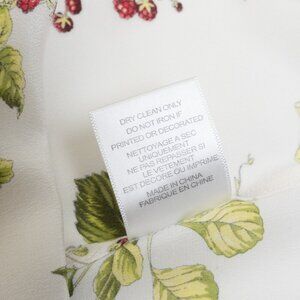 DRY CLEAN ONLY
DO NOT IRON IF
PRINTED OR DECORATED
NETTOYAGE A SEC
UNIQUEMENT
NE PAS REPASSER SI
LE VETEMENT
EST DECORE OU IMPRIME
MADE IN CHINA
FABRIQUE EN CHINE